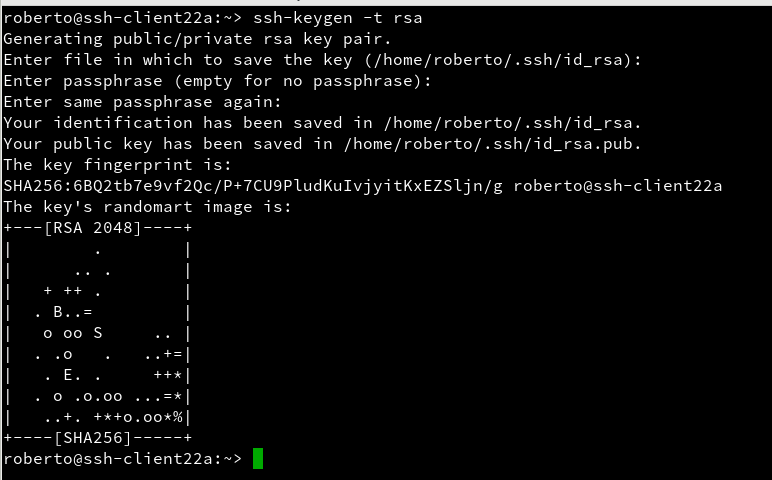 roberto@ssh-client22a:~> ssh-keygen -t rsa
Generating public/private rsa key pair.
Enter file in which to save the key (/home/roberto/.ssh/id_rsa):
Enter passphrase (empty for no passphrase):
Enter same passphrase again:
Your identification has been saved in /home/roberto/.ssh/id_rsa.
Your public key has been saved in /home/roberto/.ssh/id_rsa.pub.
The key fingerprint is:
SHA256:6BQ2tb7e9vf2Qc/P+7CU9PludKuIvjyitKxEZSljn/g roberto@ssh-client22a
The key's randomart image is:
+---[RSA 2048]----+
|        .        |
|      .. .       |
|   + ++ .        |
|  . B..=         |
|   o oo S     .. |
|  . .o   .   ..+=|
|   . E. .     ++*|
|  . o .o.oo ...=*|
|   ..+. +*+o.oo*%|
+----[SHA256]-----+
roberto@ssh-client22a:~>